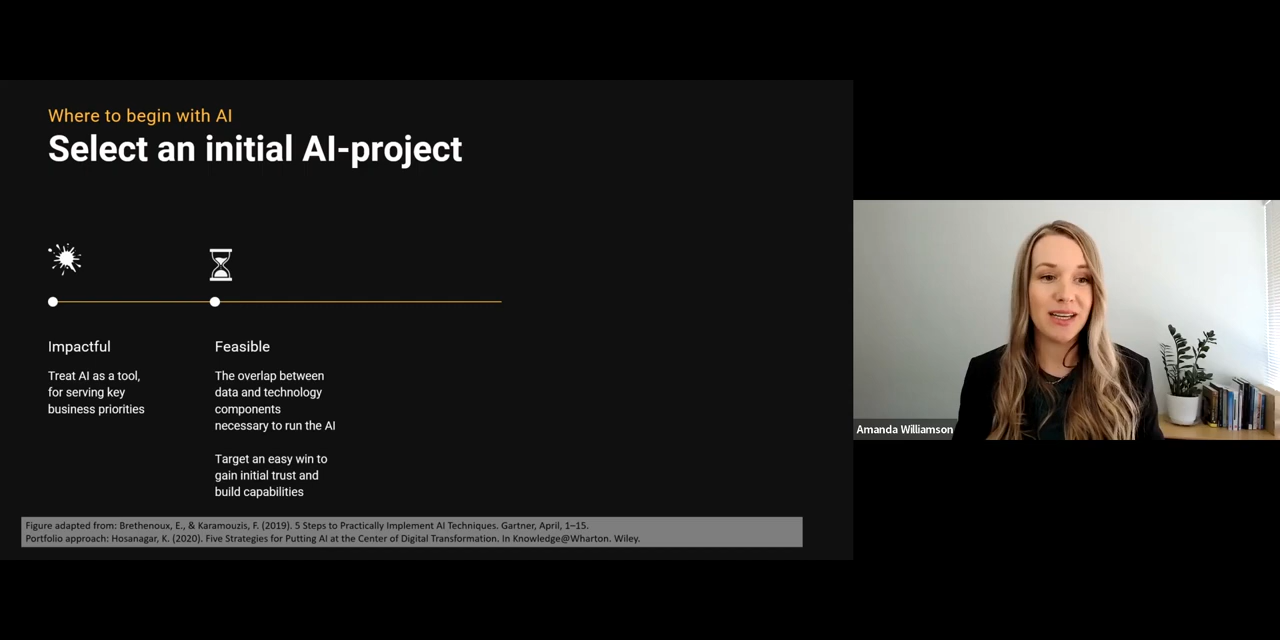 Where to begin with AI
Select an initial AI-project
Impactful
Treat AI as a tool,
for serving key
business priorities
Feasible
The overlap between
data and technology
components
necessary to run the AI
Target an easy win to
gain initial trust and
build capabilities
Figure adapted from: Brethenoux, E., & Karamouzis, F. (2019). 5 Steps to Practically Implement AI Techniques. Gartner, April, 1–15.
Portfolio approach: Hosanagar, K. (2020). Five Strategies for Putting AI at the Center of Digital Transformation. In Knowledge@Wharton. Wiley.
Amanda Williamson